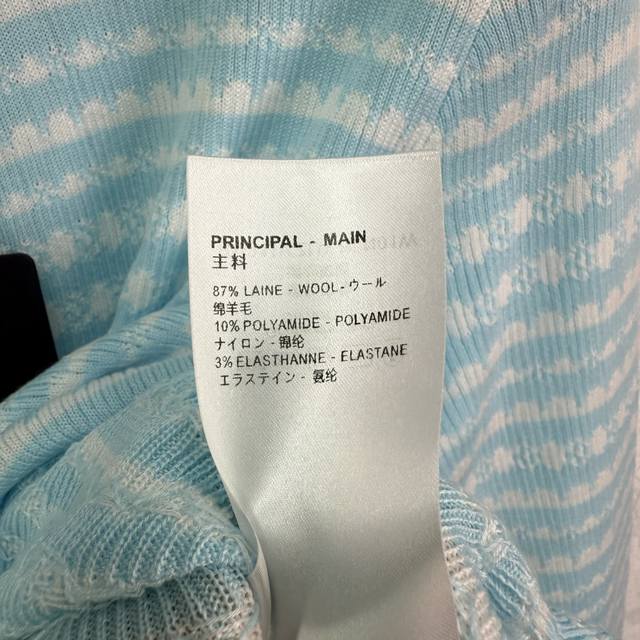 PRINCIPAL - MAIN
主料
87% LAINE - WOOL - ウール
绵羊毛
10% POLYAMIDE - POLYAMIDE
ナイロン - 锦纶
3% ELASTHANNE - ELASTANE
エラステイン - 氨纶